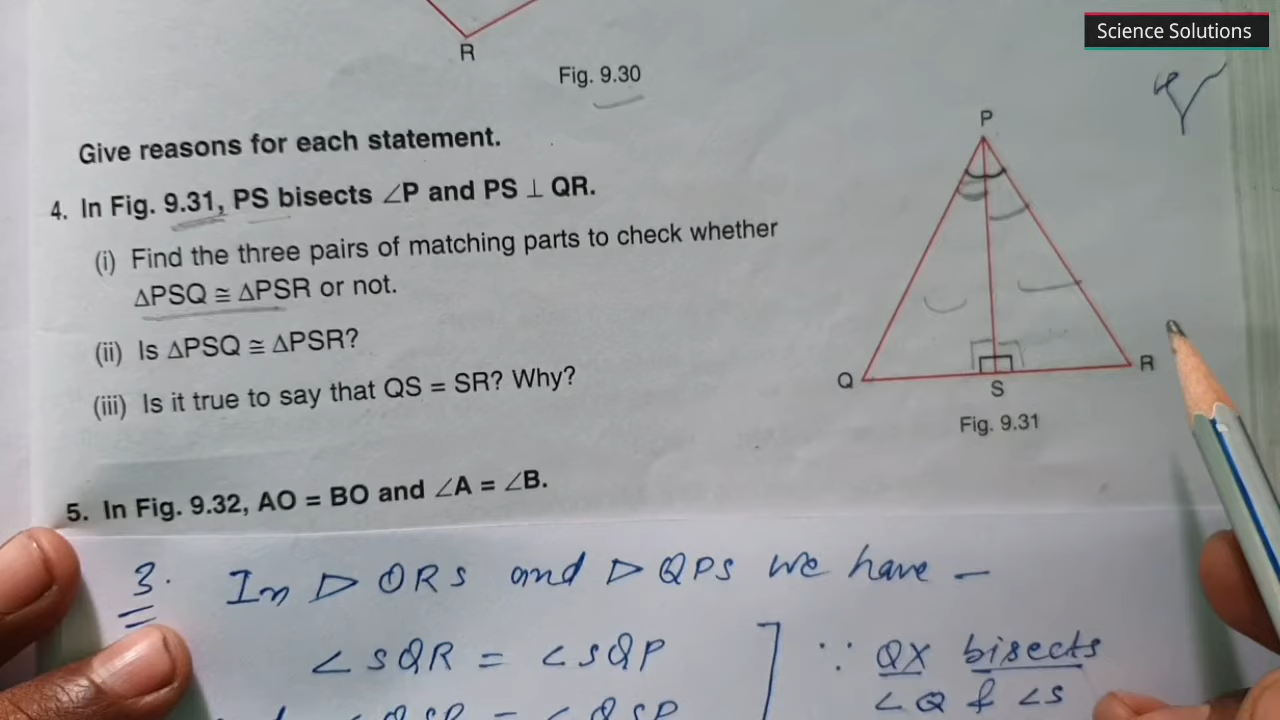 Science Solutions
R
Fig. 9.30
Give reasons for each statement.
4. In Fig. 9.31, PS bisects ∠P and PS ⊥ QR.
(i) Find the three pairs of matching parts to check whether
ΔPSQ ≅ ΔPSR or not.
(ii) Is ΔPSQ ≅ ΔPSR?
(iii) Is it true to say that QS = SR? Why?
P
Q
S
R
Fig. 9.31
5. In Fig. 9.32, AO = BO and ∠A = ∠B.
3. In ▷ QRS and ▷ QPS we have —
∠SQR = ∠SQP ] ∵ QX bisects
∠Q & ∠S